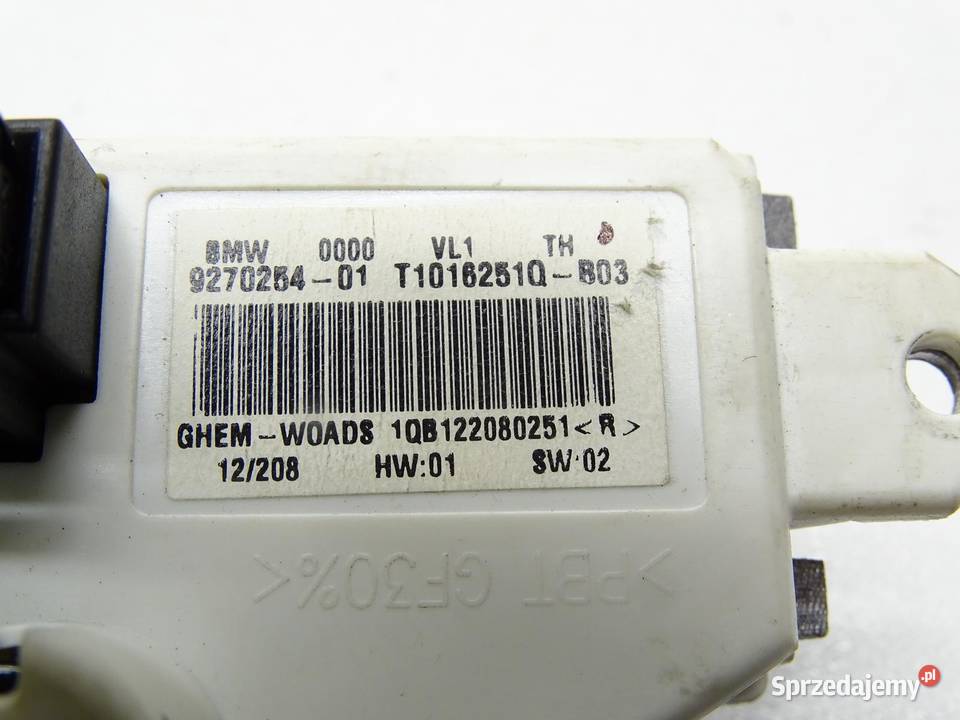 BMW 0000 VL1 TH
9270254-01 T1016251Q-B03
GHEM-WOADS 1QB122080251<R>
12/208 HW:01 SW:02
>PBT GF30%<
Sprzedajemy.pl